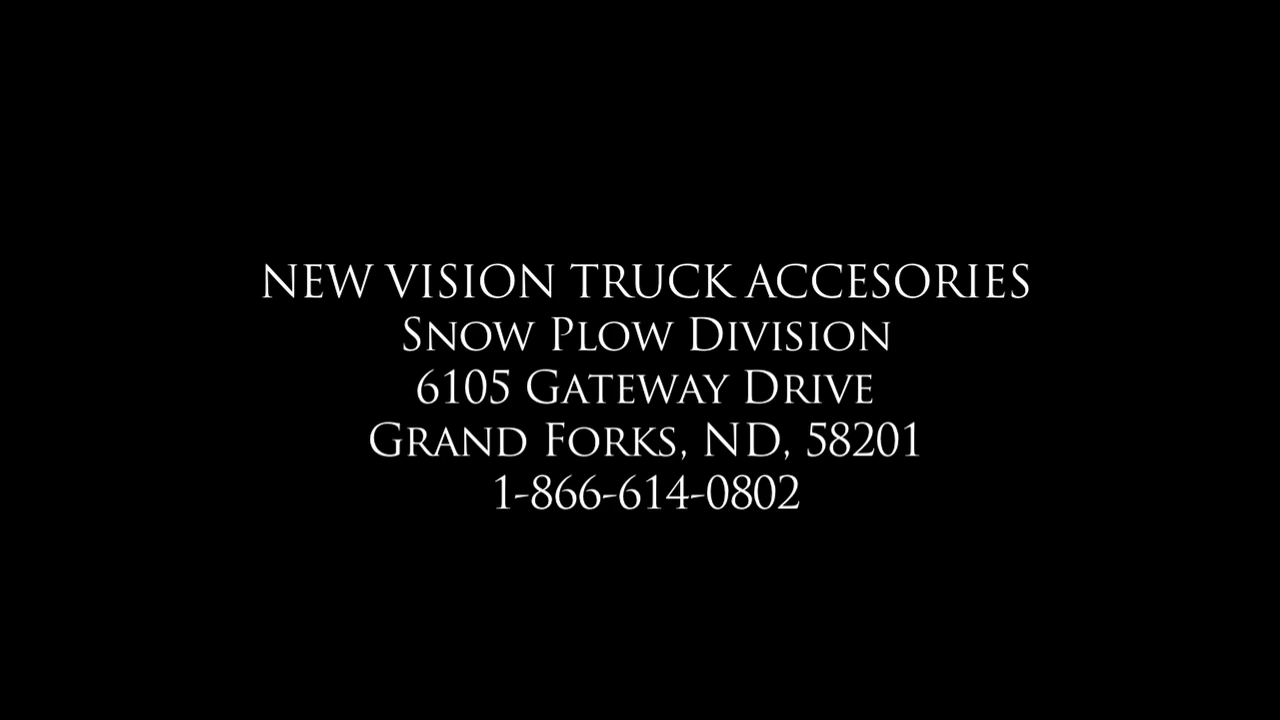 NEW VISION TRUCK ACCESORIES
Snow Plow Division
6105 Gateway Drive
Grand Forks, ND, 58201
1-866-614-0802